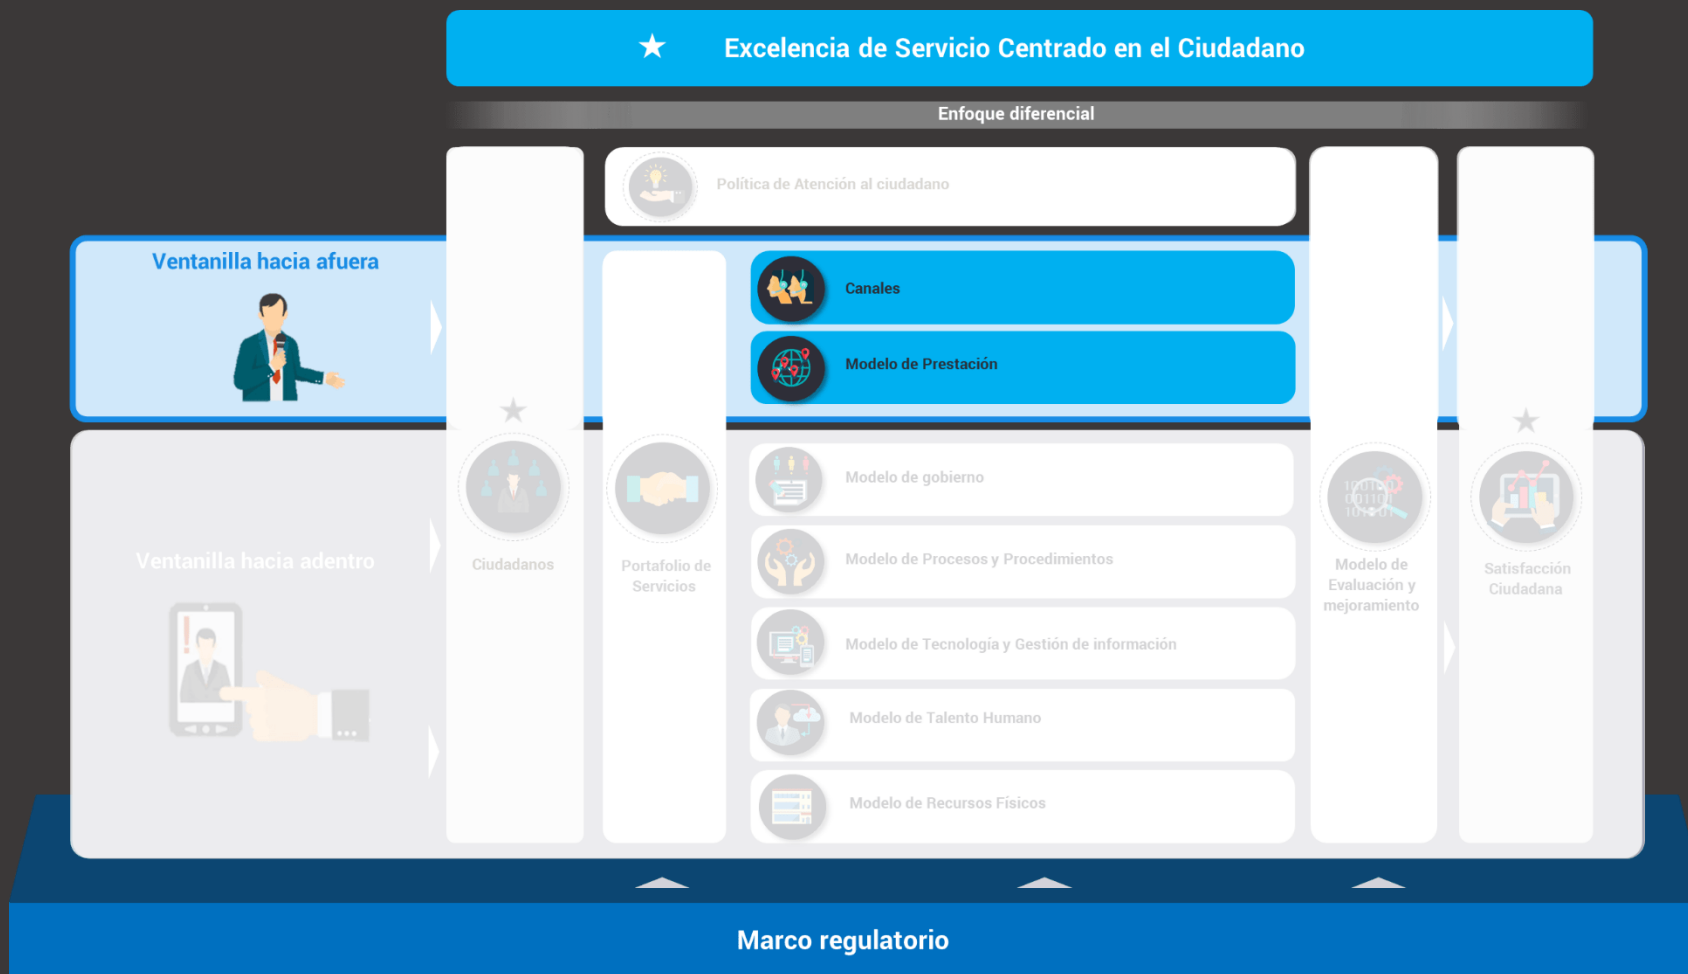 Excelencia de Servicio Centrado en el Ciudadano
Enfoque diferencial
Política de Atención al ciudadano
Ventanilla hacia afuera
Canales
Modelo de Prestación
Ventanilla hacia adentro
Ciudadanos
Portafolio de
Servicios
Modelo de gobierno
Modelo de Procesos y Procedimientos
Modelo de Tecnología y Gestión de información
Modelo de Talento Humano
Modelo de Recursos Físicos
Modelo de
Evaluación y
mejoramiento
Satisfacción
Ciudadana
Marco regulatorio